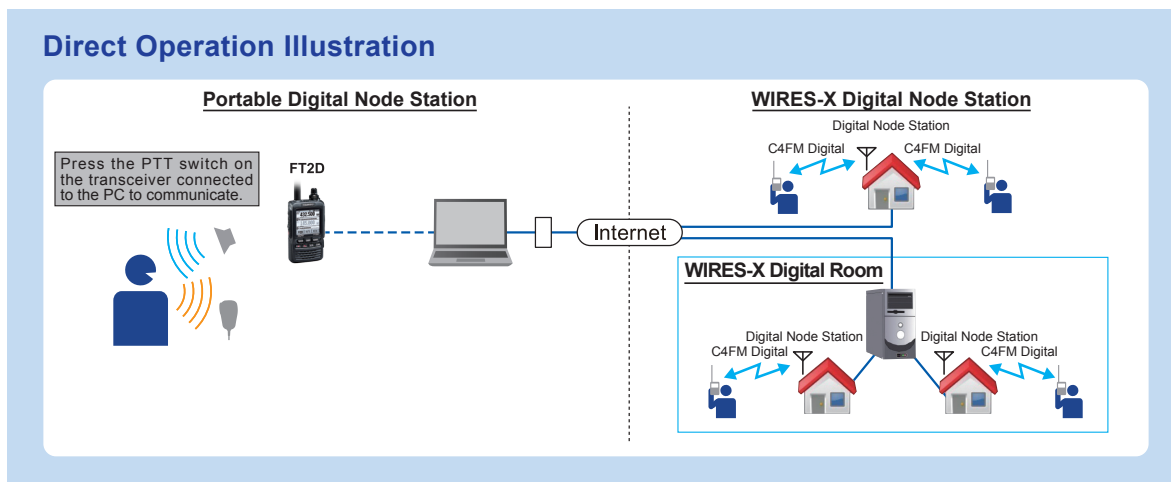 Direct Operation Illustration
Portable Digital Node Station
Press the PTT switch on
the transceiver connected
to the PC to communicate.
FT2D
Internet
WIRES-X Digital Node Station
Digital Node Station
C4FM Digital
C4FM Digital
WIRES-X Digital Room
Digital Node Station
C4FM Digital
Digital Node Station
C4FM Digital